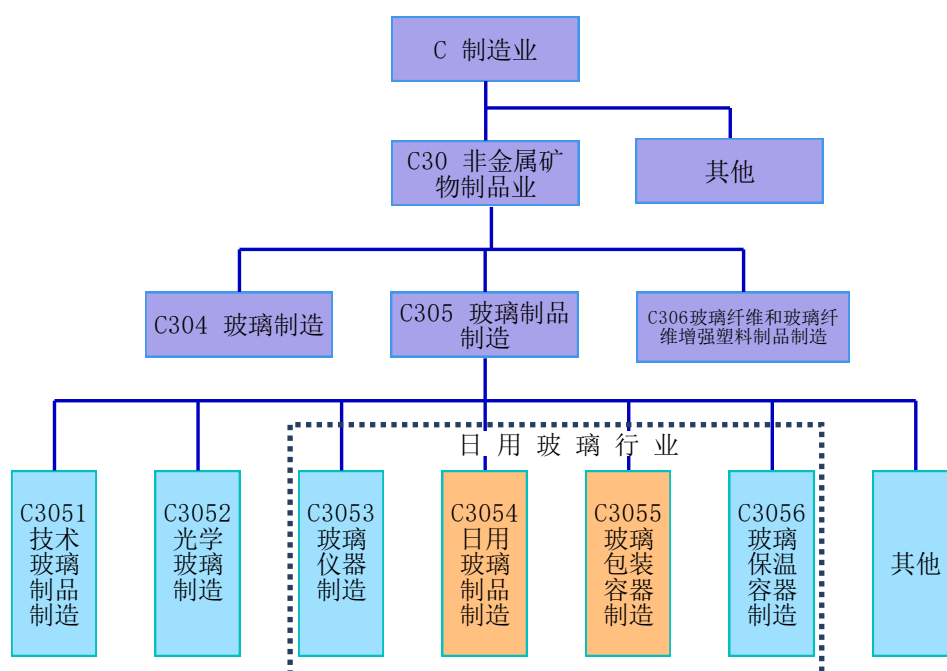 C 制造业
C30 非金属矿
物制品业
其他
C304 玻璃制造
C305 玻璃制品
制造
C306玻璃纤维和玻璃纤
维增强塑料制品制造
日用玻璃行业
C3051
技术
玻璃
制品
制造
C3052
光学
玻璃
制造
C3053
玻璃
仪器
制造
C3054
日用
玻璃
制品
制造
C3055
玻璃
包装
容器
制造
C3056
玻璃
保温
容器
制造
其他